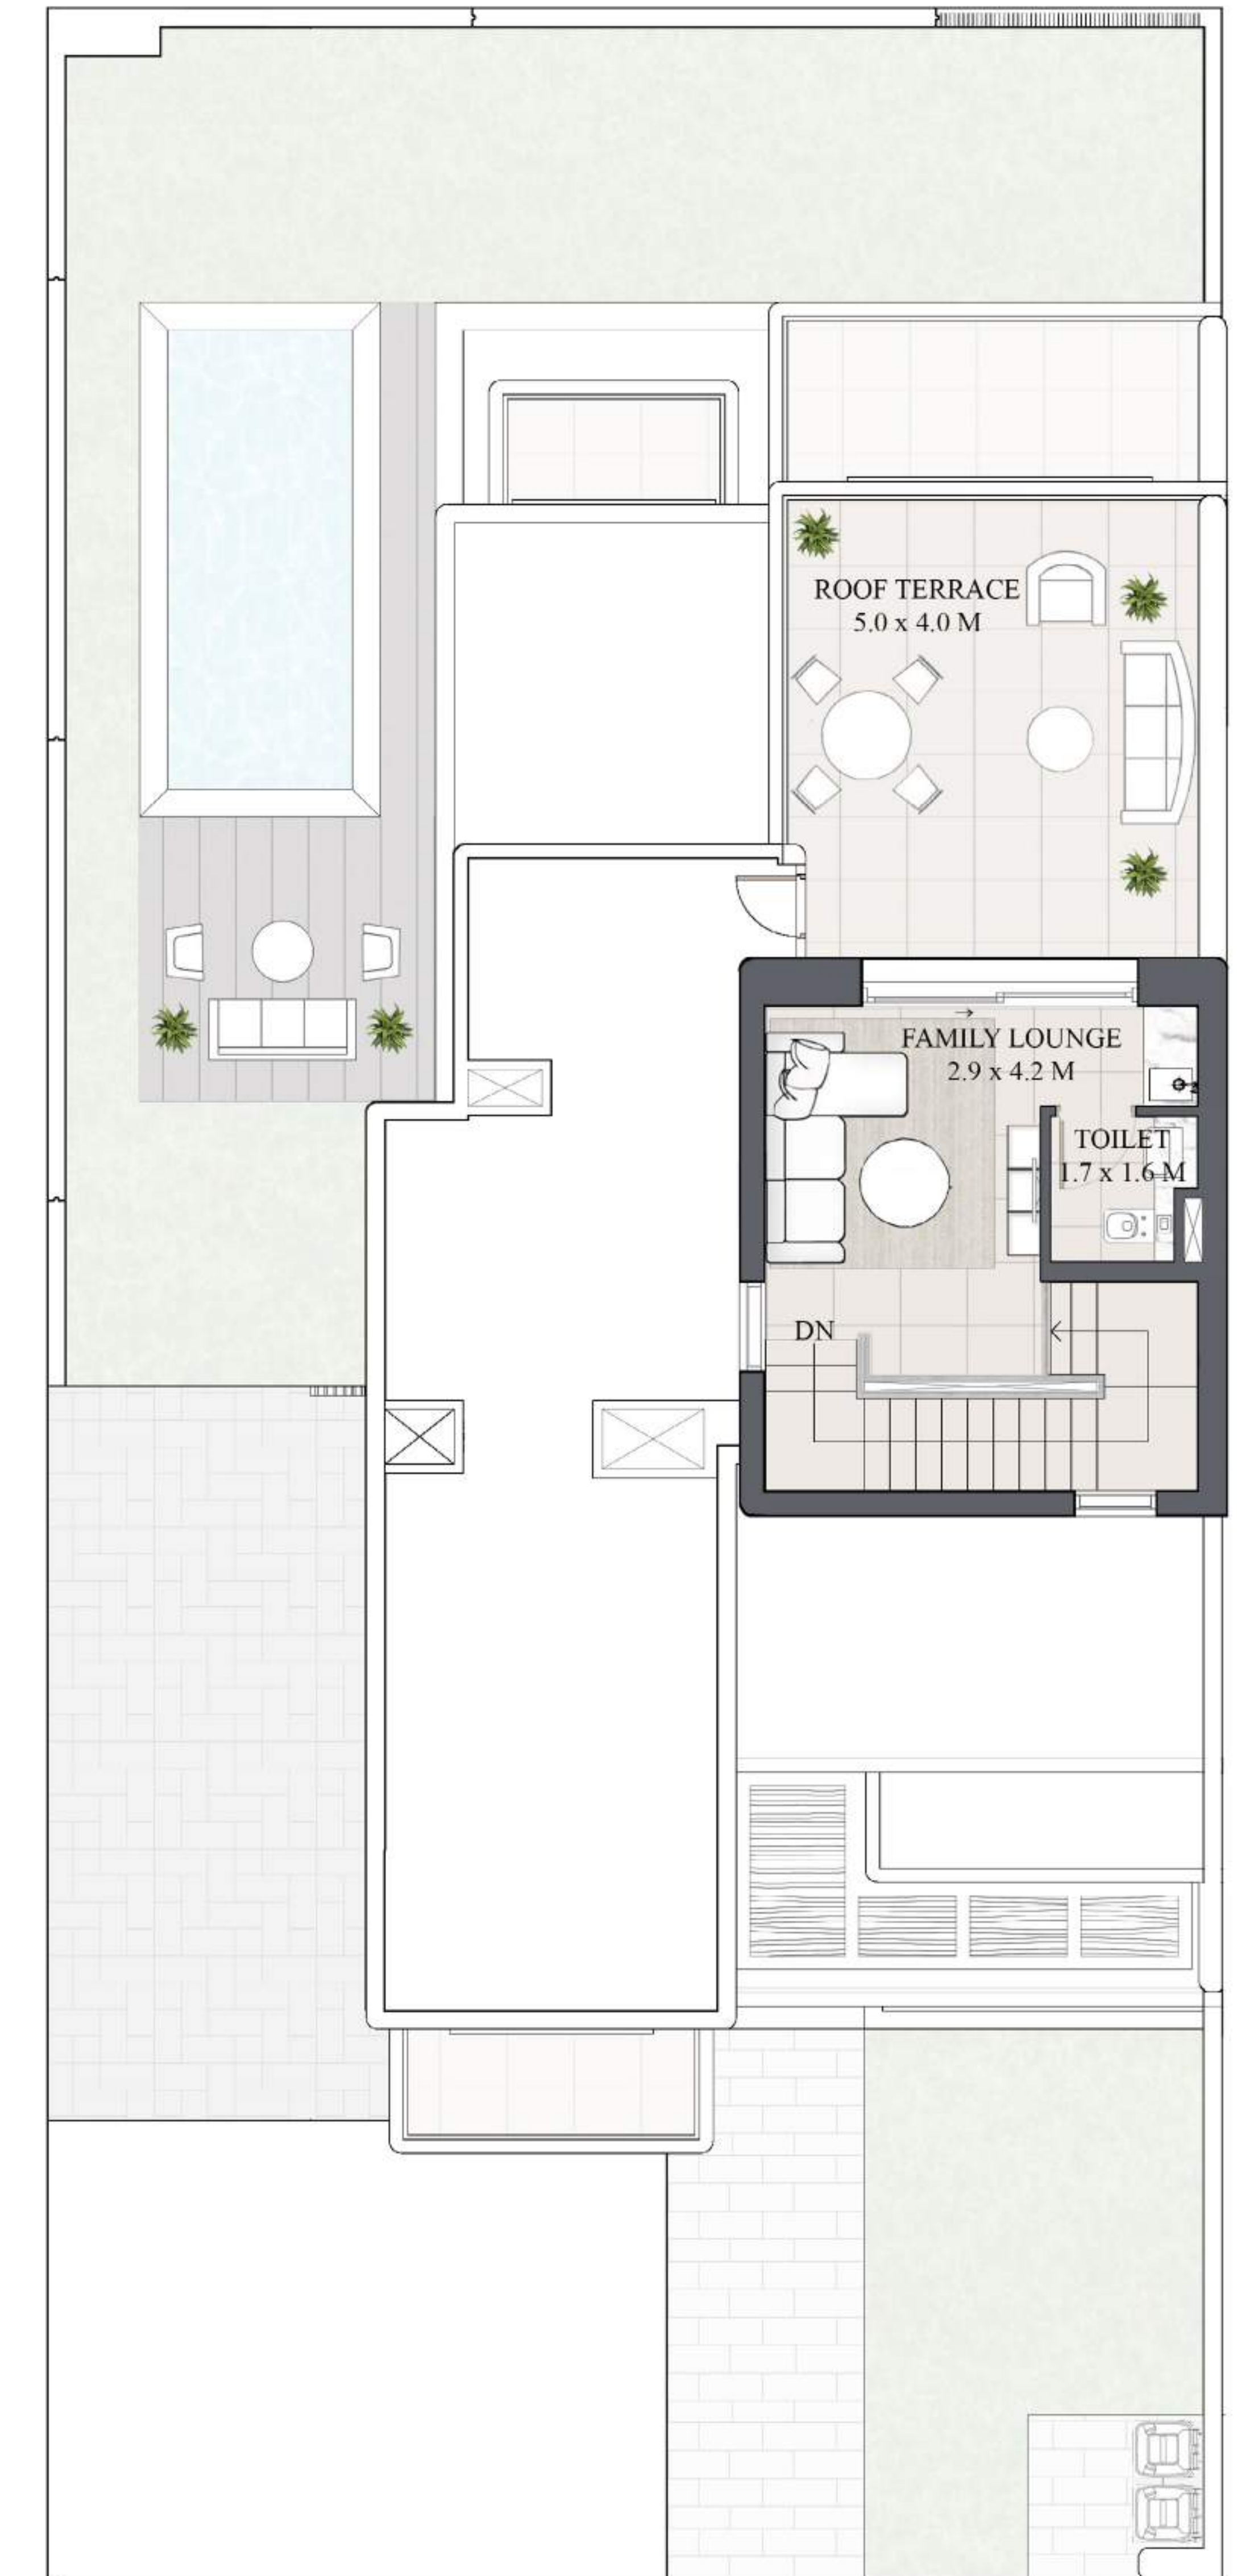 ROOF TERRACE
5.0 x 4.0 M
FAMILY LOUNGE
2.9 x 4.2 M
TOILET
1.7 x 1.6 M
DN